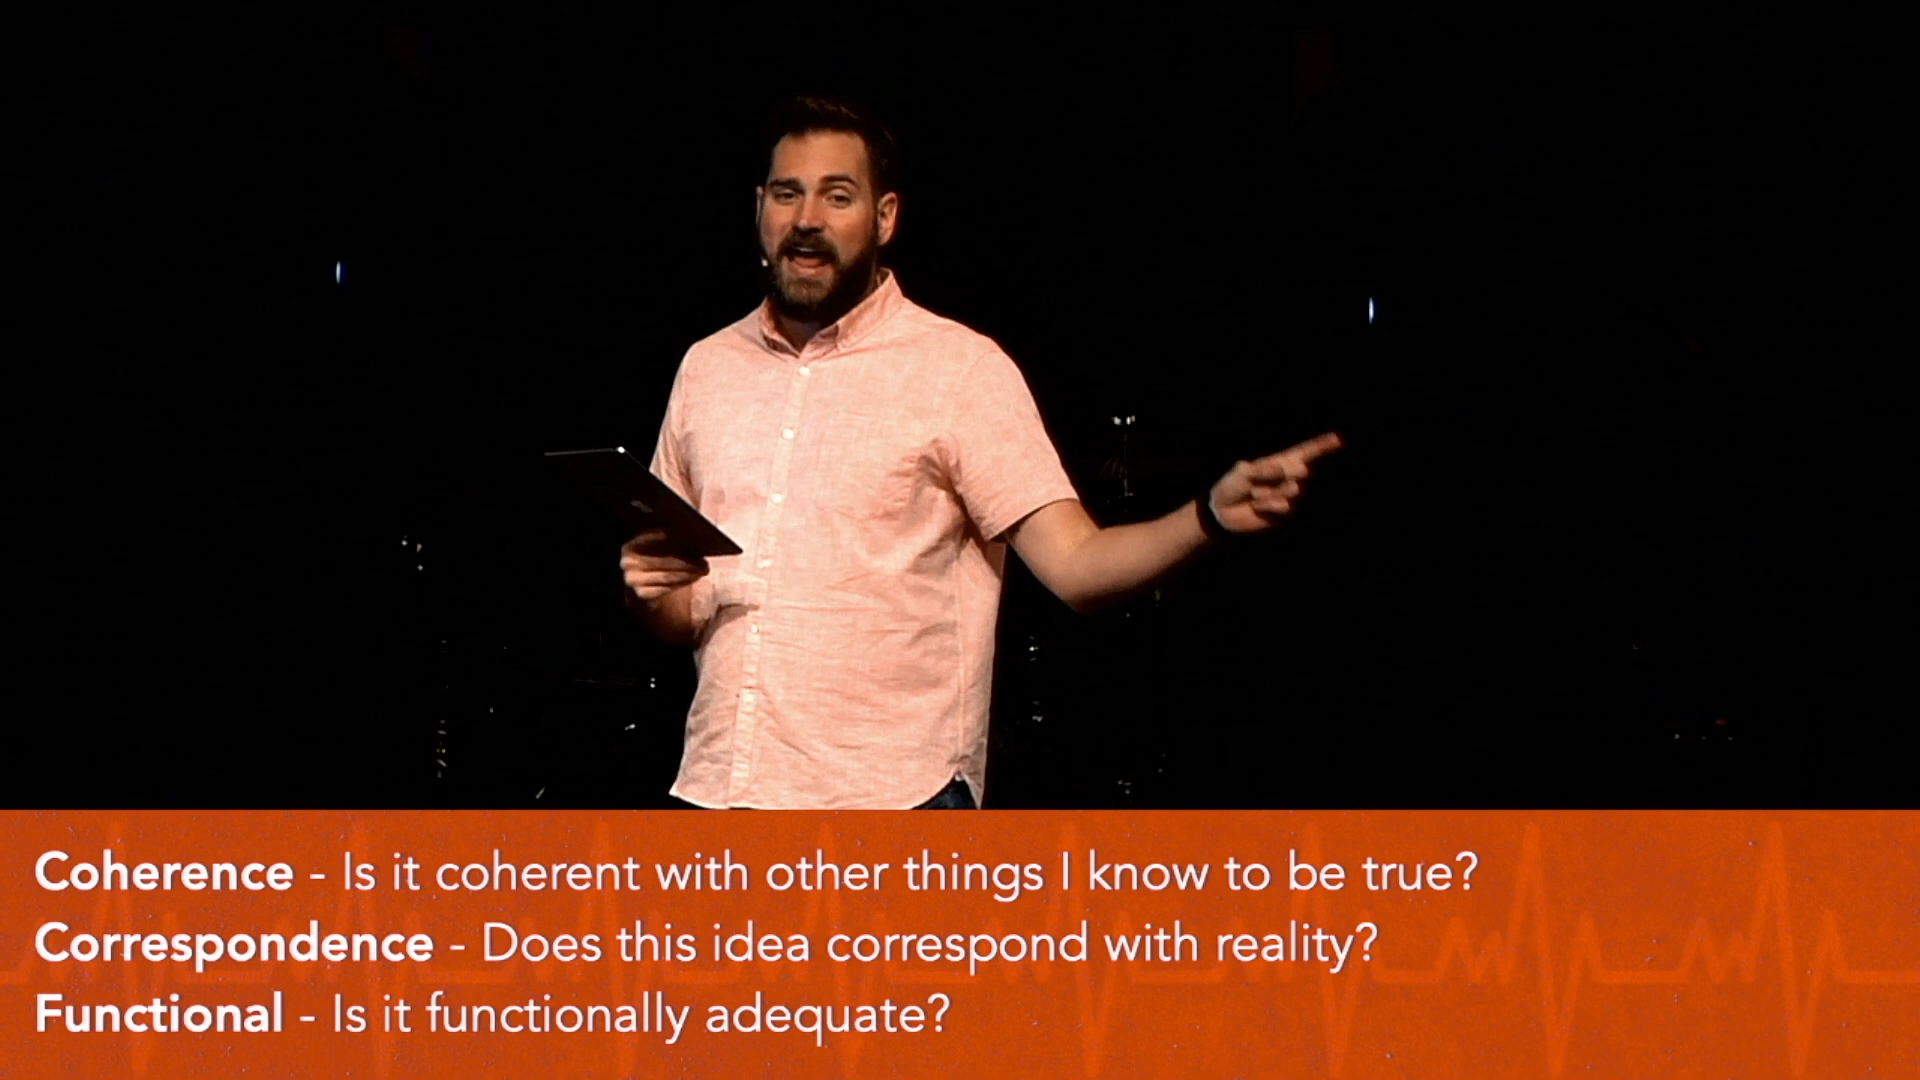 Coherence - Is it coherent with other things I know to be true?
Correspondence - Does this idea correspond with reality?
Functional - Is it functionally adequate?